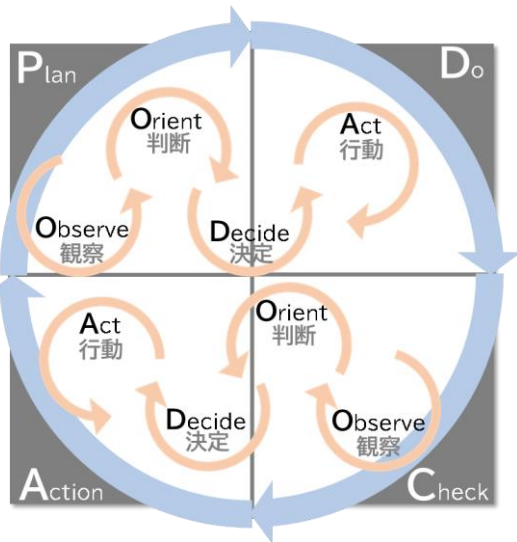 Plan
Do
Orient
判断
Act
行動
Observe
観察
Decide
決定
Act
行動
Orient
判断
Decide
決定
Observe
観察
Action
Check